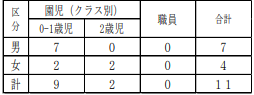 区分 園児(クラス別) 職員 合計
0-1歳児 2歳児
男 7 0 0 7
女 2 2 0 4
計 9 2 0 11